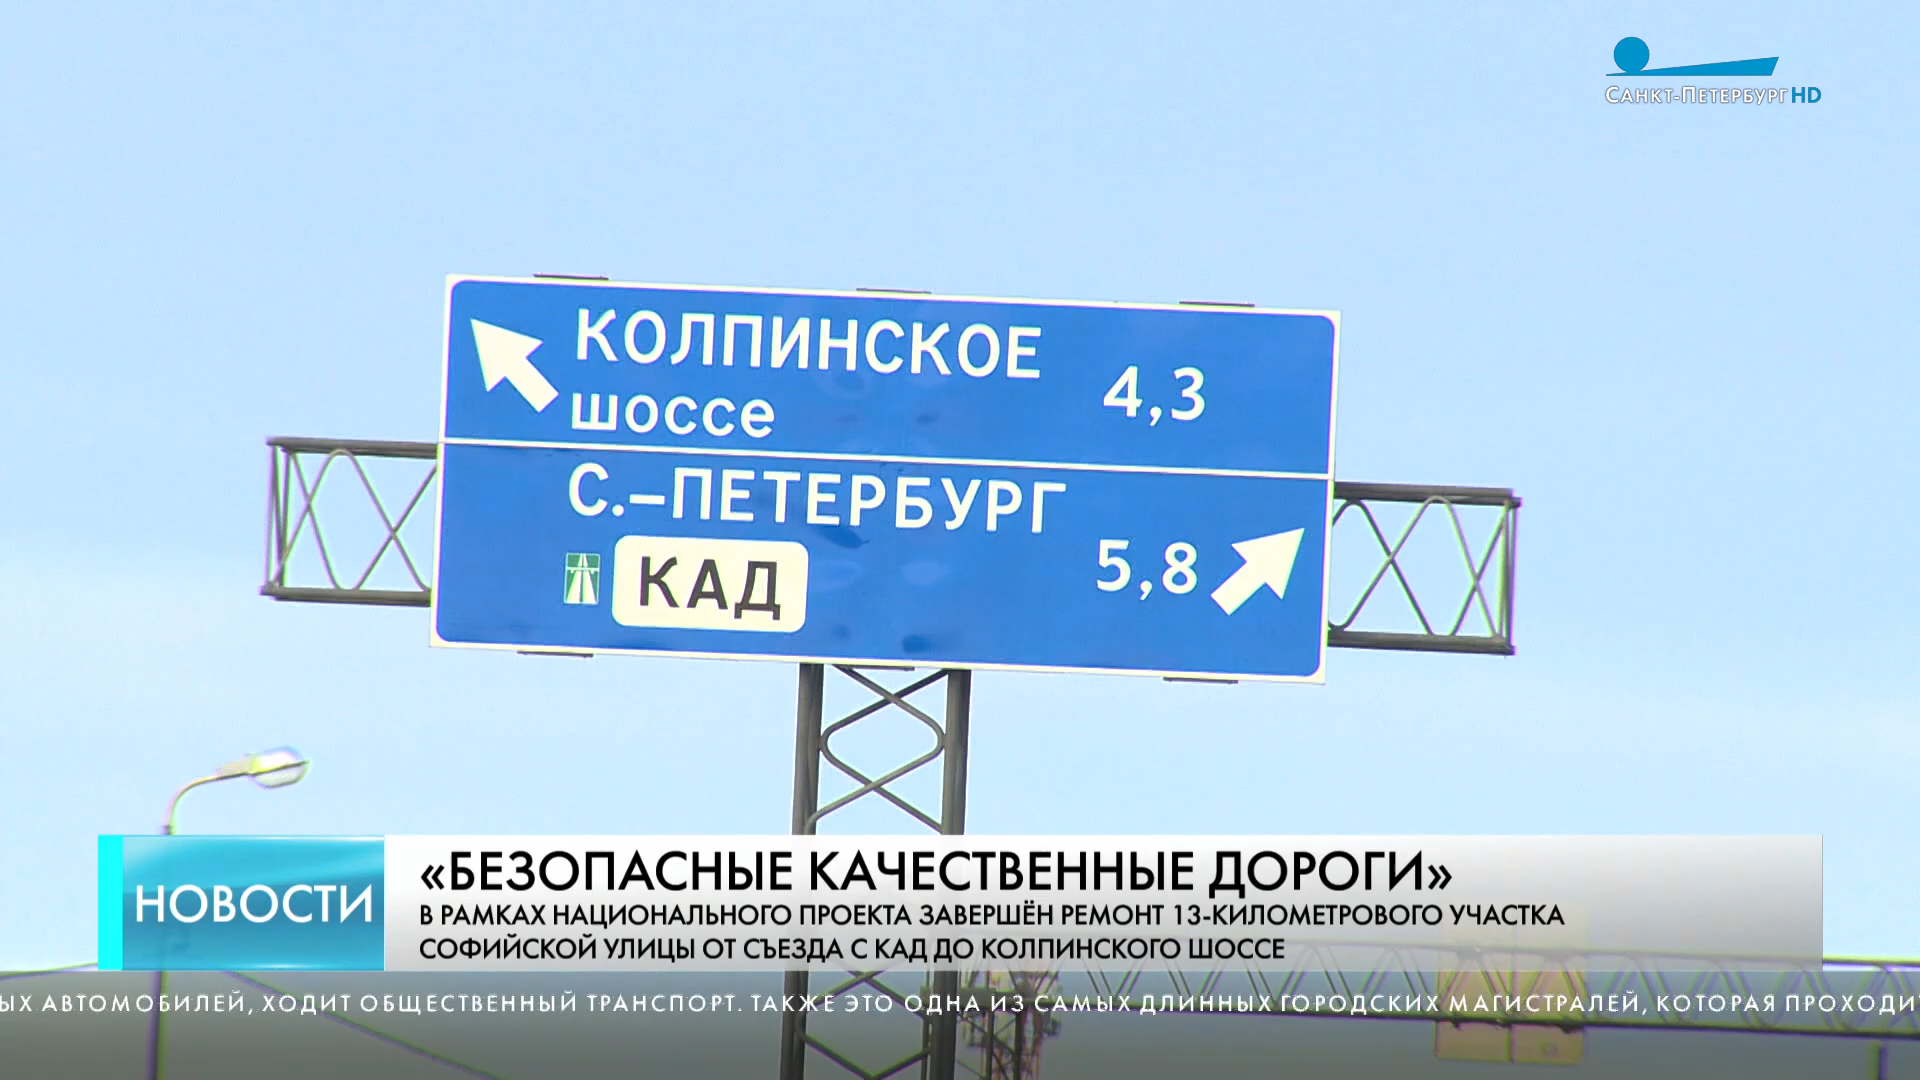 САНКТ-ПЕТЕРБУРГ HD
КОЛПИНСКОЕ
шоссе
4,3
С.-ПЕТЕРБУРГ
КАД
5,8
НОВОСТИ
«БЕЗОПАСНЫЕ КАЧЕСТВЕННЫЕ ДОРОГИ»
В РАМКАХ НАЦИОНАЛЬНОГО ПРОЕКТА ЗАВЕРШЁН РЕМОНТ 13-КИЛОМЕТРОВОГО УЧАСТКА
СОФИЙСКОЙ УЛИЦЫ ОТ СЪЕЗДА С КАД ДО КОЛПИНСКОГО ШОССЕ
ЫХ АВТОМОБИЛЕЙ, ХОДИТ ОБЩЕСТВЕННЫЙ ТРАНСПОРТ. ТАКЖЕ ЭТО ОДНА ИЗ САМЫХ ДЛИННЫХ ГОРОДСКИХ МАГИСТРАЛЕЙ, КОТОРАЯ ПРОХОДИТ